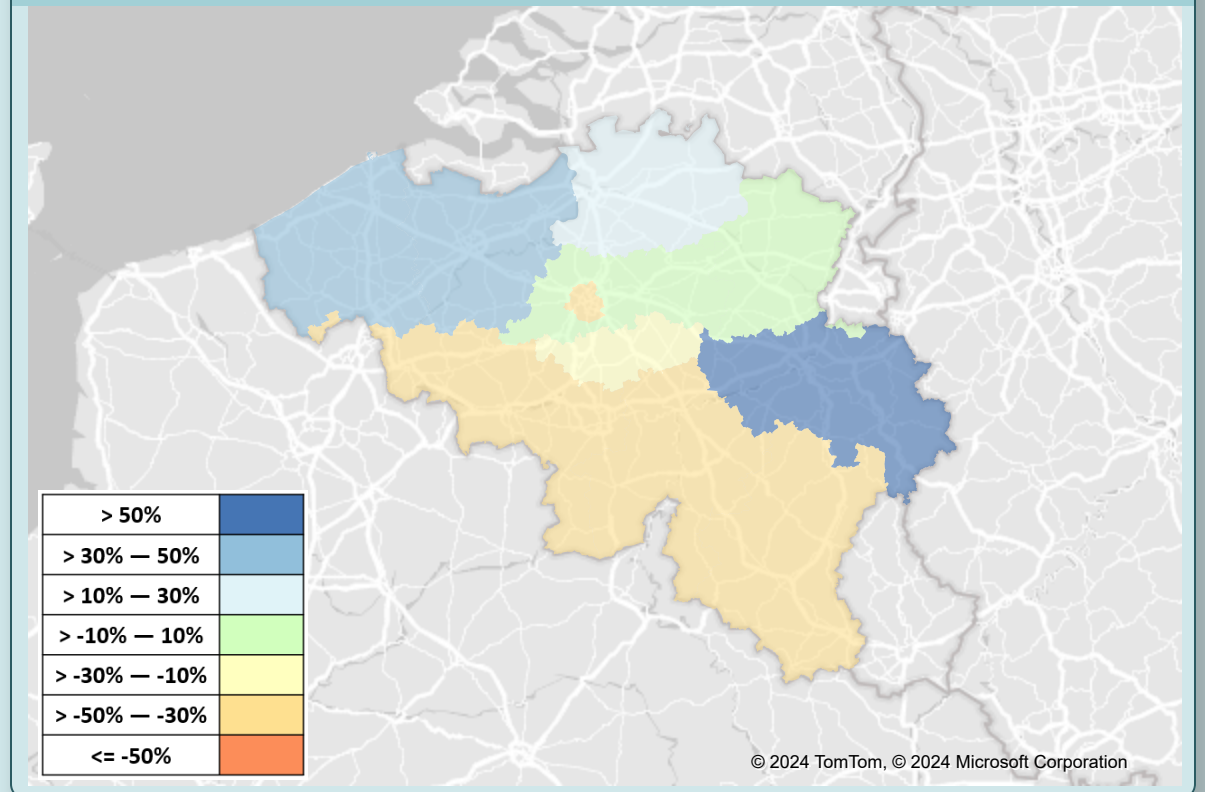 > 50%
> 30% — 50%
> 10% — 30%
> -10% — 10%
> -30% — -10%
> -50% — -30%
<= -50%
© 2024 TomTom, © 2024 Microsoft Corporation